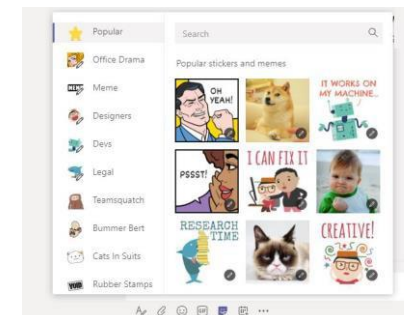 Popular
Office Drama
Meme
Designers
Devs
Legal
Teamsquatch
Bummer Bert
Cats In Suits
Rubber Stamps
Search
Popular stickers and memes
OH
YEAH!
IT WORKS ON
MY MACHINE...
PSSST!
I CAN FIX IT
RESEARCH
TIME
CREATIVE!